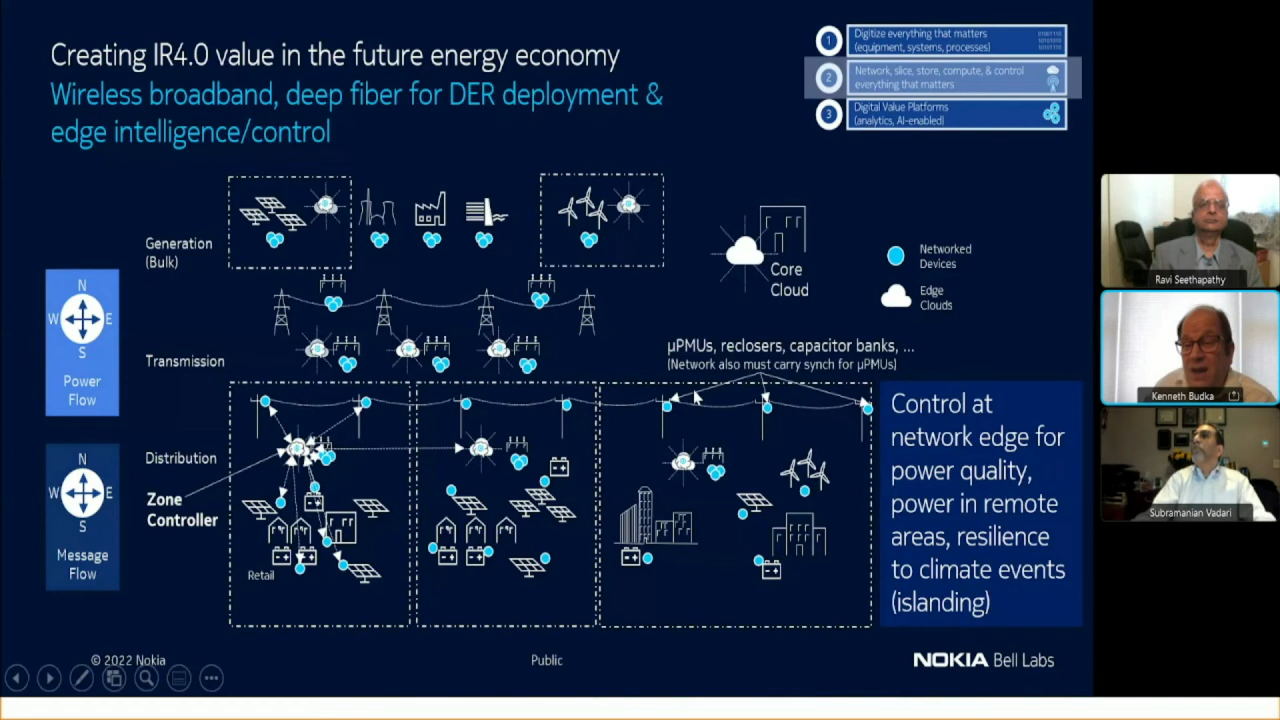 Creating IR4.0 value in the future energy economy
Wireless broadband, deep fiber for DER deployment &
edge intelligence/control
1
Digitize everything that matters
(equipment, systems, processes)
2
Network, slice, store, compute, & control
everything that matters
3
Digital Value Platforms
(analytics, AI-enabled)
Generation
(Bulk)
Core
Cloud
Networked
Devices
Edge
Clouds
N
W
E
S
Power
Flow
Transmission
μPMUs, reclosers, capacitor banks, ...
(Network also must carry synch for μPMUs)
Distribution
Zone
Controller
N
W
E
S
Message
Flow
Retail
Control at
network edge for
power quality,
power in remote
areas, resilience
to climate events
(islanding)
© 2022 Nokia
Public
NOKIA Bell Labs
Ravi Seethapathy
Kenneth Budka
Subramanian Vadari